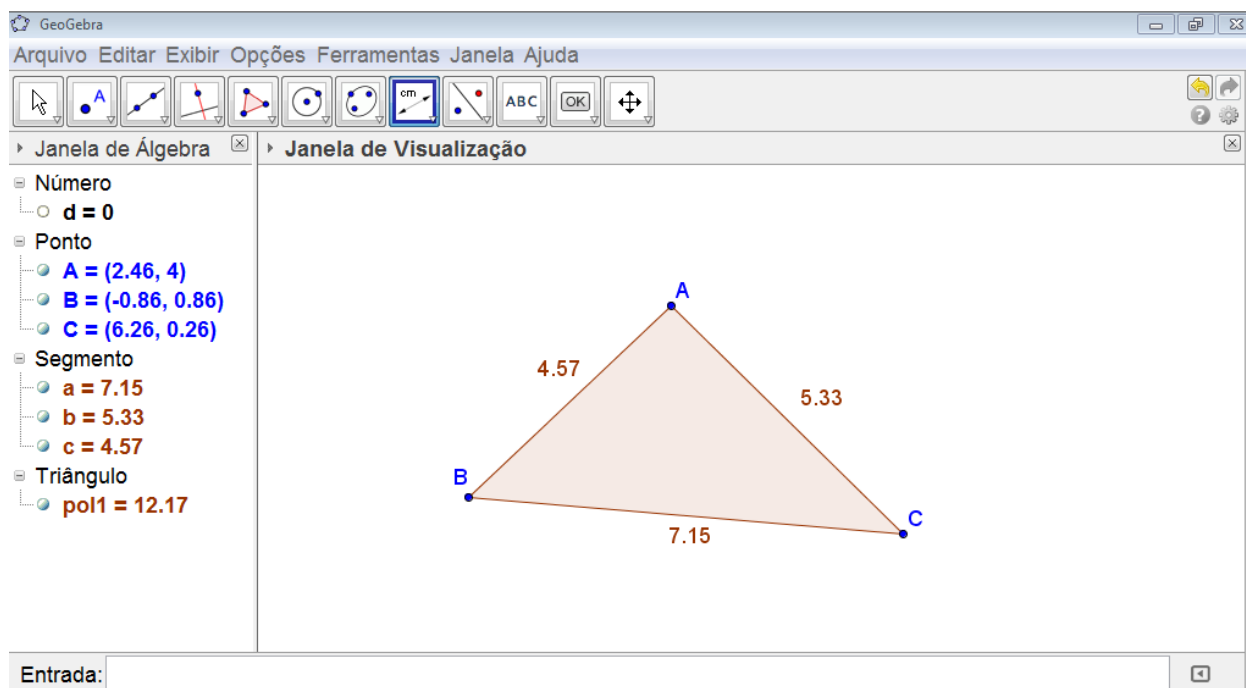 GeoGebra
Arquivo Editar Exibir Opções Ferramentas Janela Ajuda
A cm ABC OK
Janela de Álgebra
Janela de Visualização
Número
d = 0
Ponto
A = (2.46, 4)
B = (-0.86, 0.86)
C = (6.26, 0.26)
Segmento
a = 7.15
b = 5.33
c = 4.57
Triângulo
pol1 = 12.17
A
4.57
5.33
B
C
7.15
Entrada: